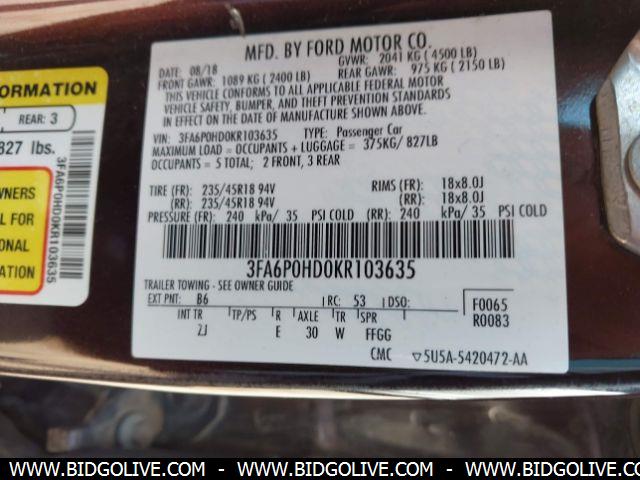 MFD. BY FORD MOTOR CO.
DATE: 08/18 GVWR: 2041 KG ( 4500 LB)
FRONT GAWR: 1089 KG ( 2400 LB) REAR GAWR: 975 KG ( 2150 LB)
THIS VEHICLE CONFORMS TO ALL APPLICABLE FEDERAL MOTOR
VEHICLE SAFETY, BUMPER, AND THEFT PREVENTION STANDARDS
IN EFFECT ON THE DATE OF MANUFACTURE SHOWN ABOVE.
VIN: 3FA6P0HD0KR103635 TYPE: Passenger Car
MAXIMUM LOAD = OCCUPANTS + LUGGAGE = 375KG/ 827LB
OCCUPANTS = 5 TOTAL; 2 FRONT, 3 REAR
TIRE (FR): 235/45R18 94V RIMS (FR): 18x8.0J
(RR): 235/45R18 94V (RR): 18x8.0J
PRESSURE (FR): 240 kPa/ 35 PSI COLD (RR): 240 kPa/ 35 PSI COLD
3FA6P0HD0KR103635
TRAILER TOWING - SEE OWNER GUIDE
EXT PNT: B6 RC: 53 DSO:
INT TR TP/PS R AXLE TR SPR
2J E 30 W FFGG
F0065
R0083
CMC 5U5A-5420472-AA
FORMATION
REAR: 3
827 lbs.
WNERS
L FOR
IONAL
N
3FA6P0HD0KR103635
WWW.BIDGOLIVE.COM - WWW.BIDGOLIVE.COM - WWW.BIDGOLIVE.COM